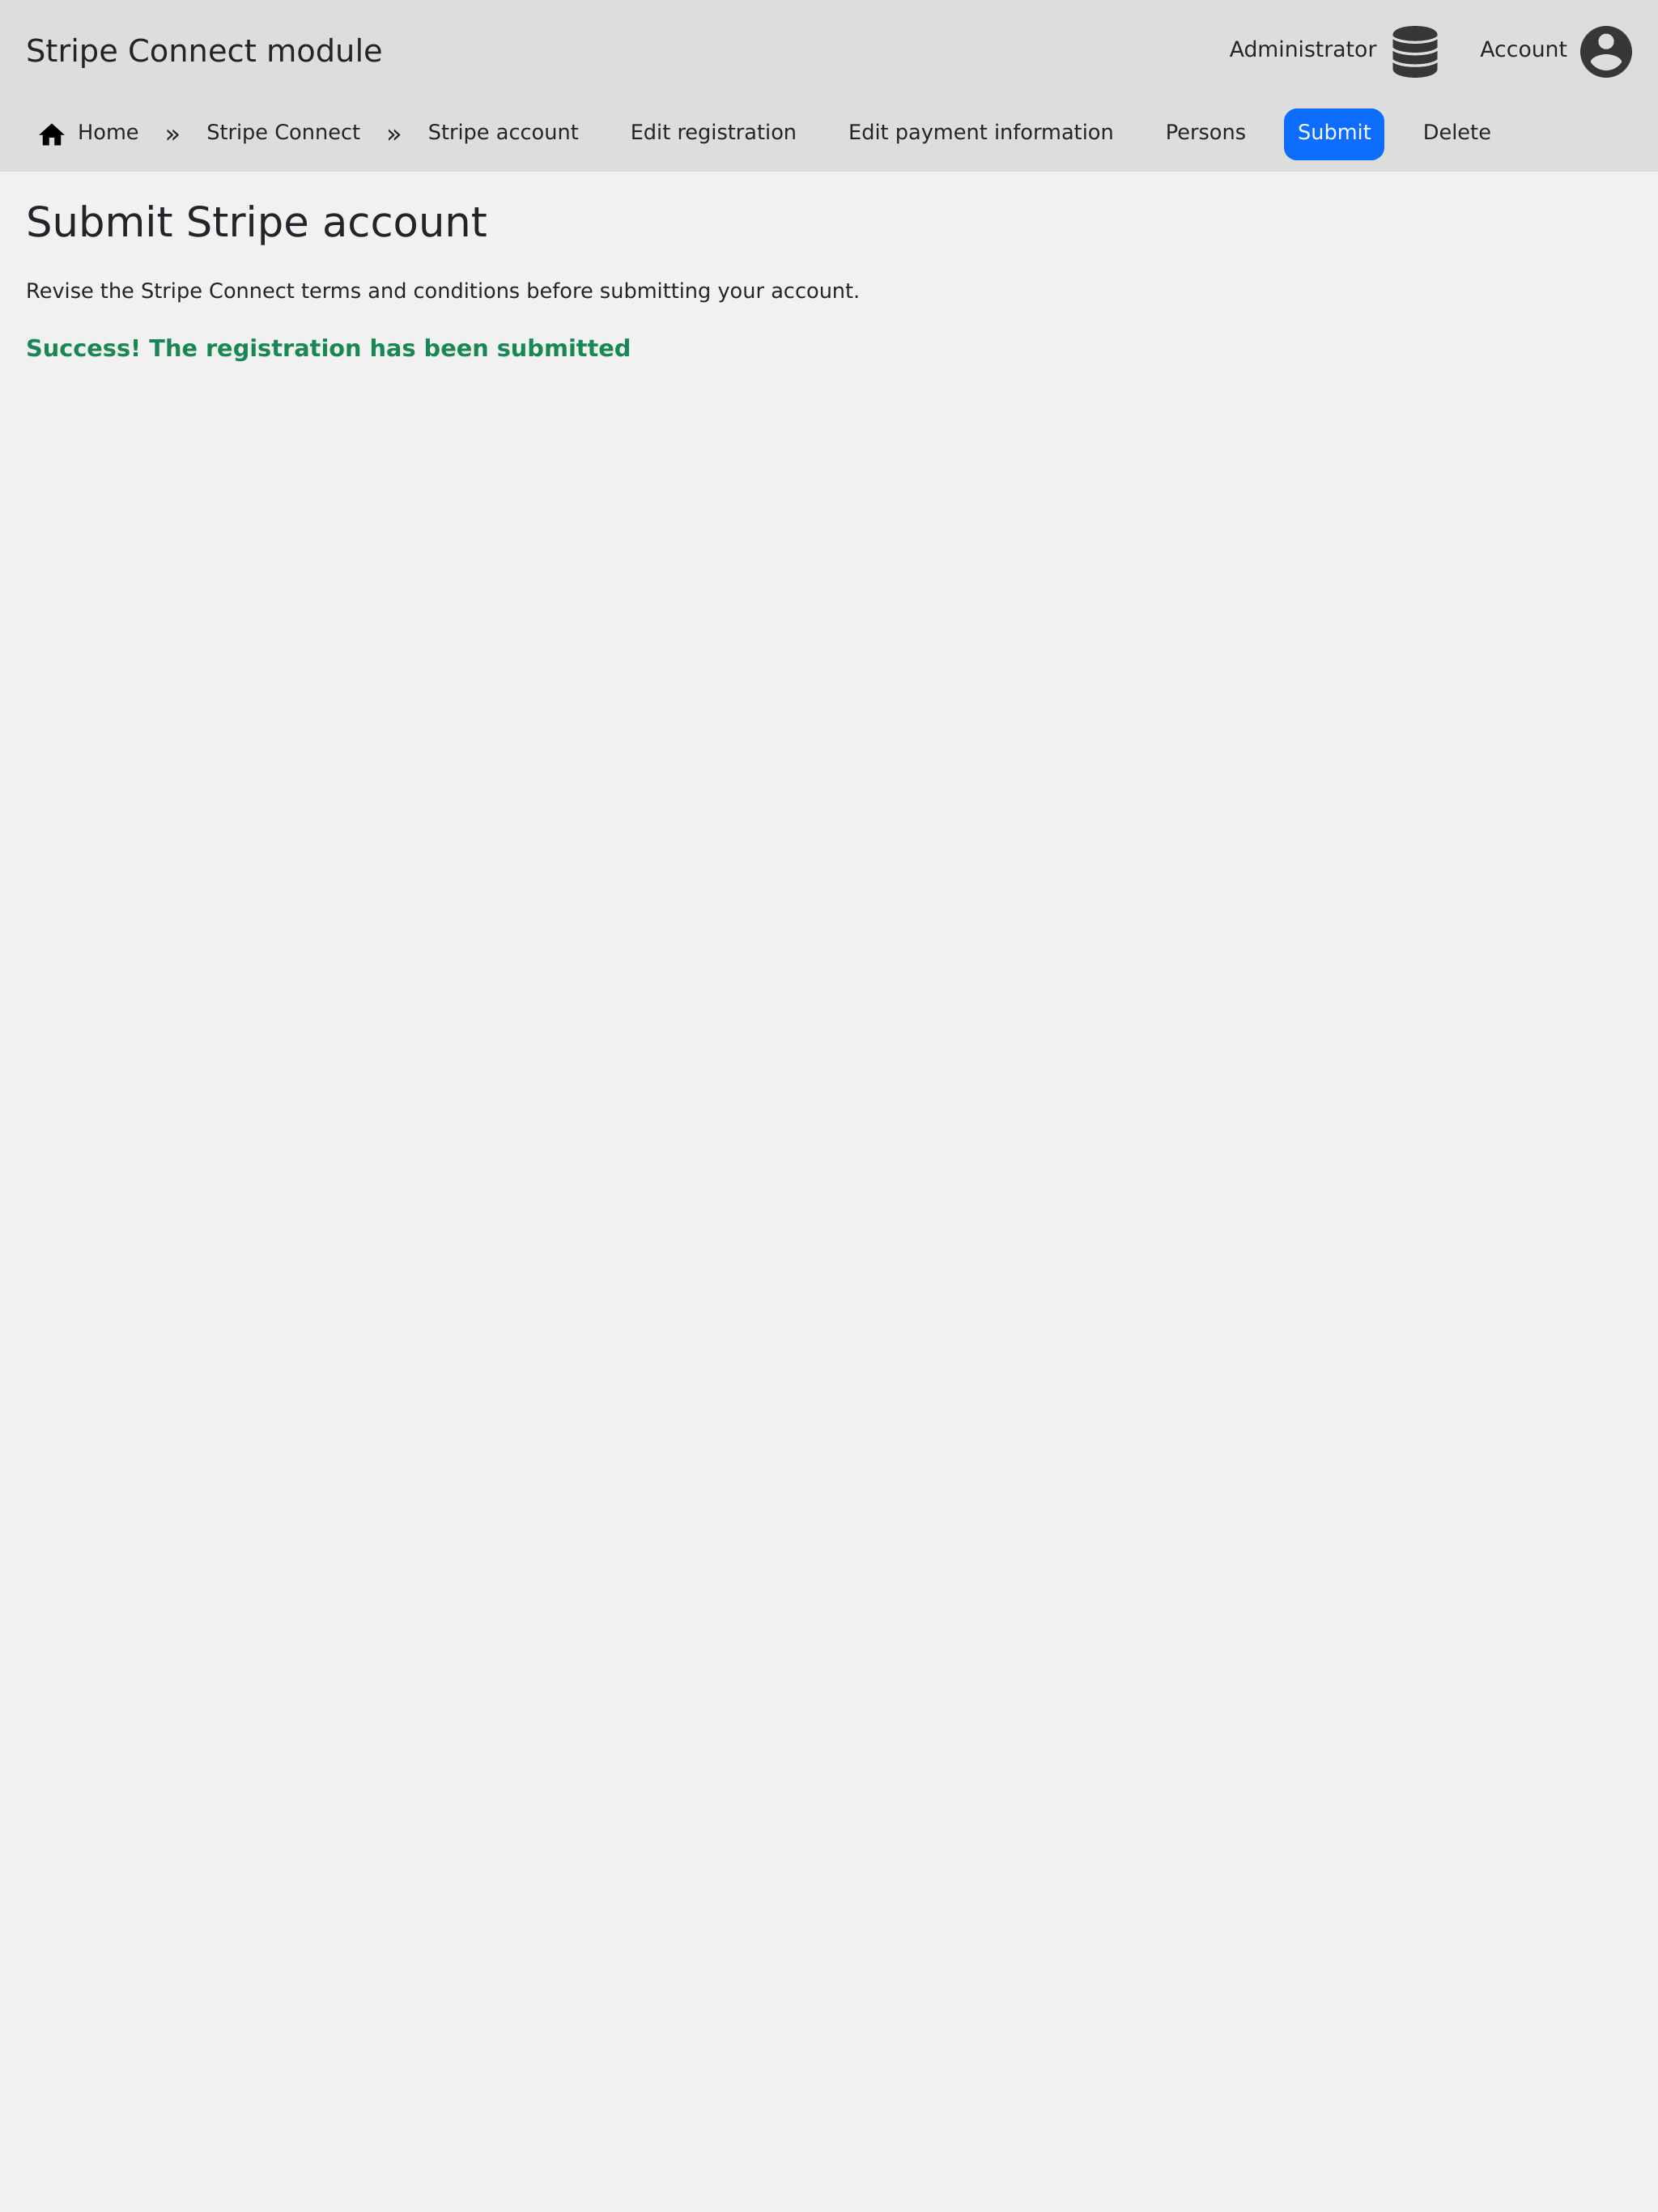 Stripe Connect module
Administrator
Account
Home » Stripe Connect » Stripe account Edit registration Edit payment information Persons Submit Delete
Submit Stripe account
Revise the Stripe Connect terms and conditions before submitting your account.
Success! The registration has been submitted